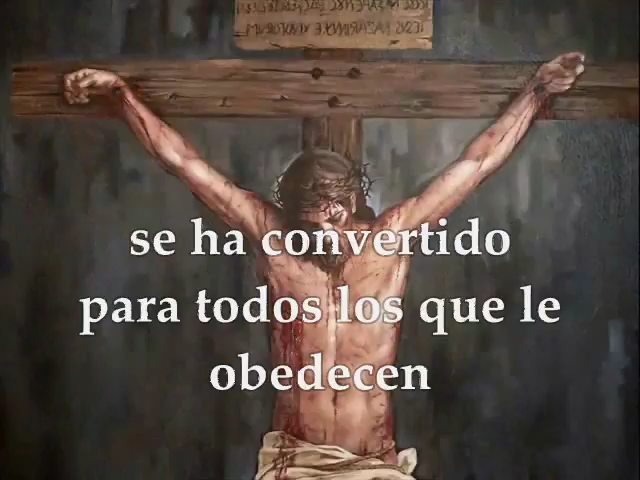 se ha convertido
para todos los que le
obedecen